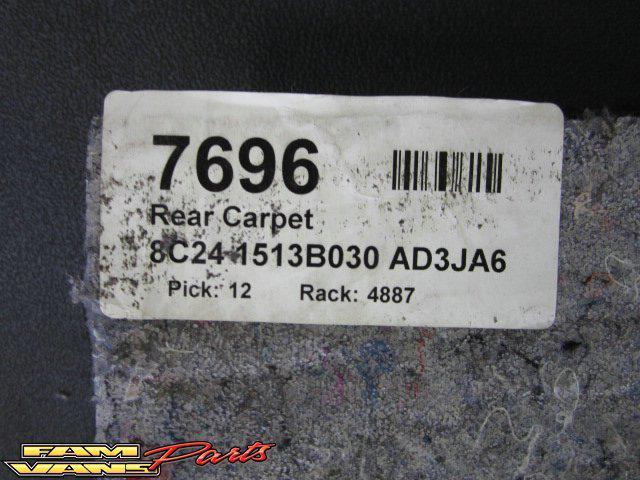 7696
Rear Carpet
8C24 1513B030 AD3JA6
Pick: 12 Rack: 4887
FAM VANS Parts